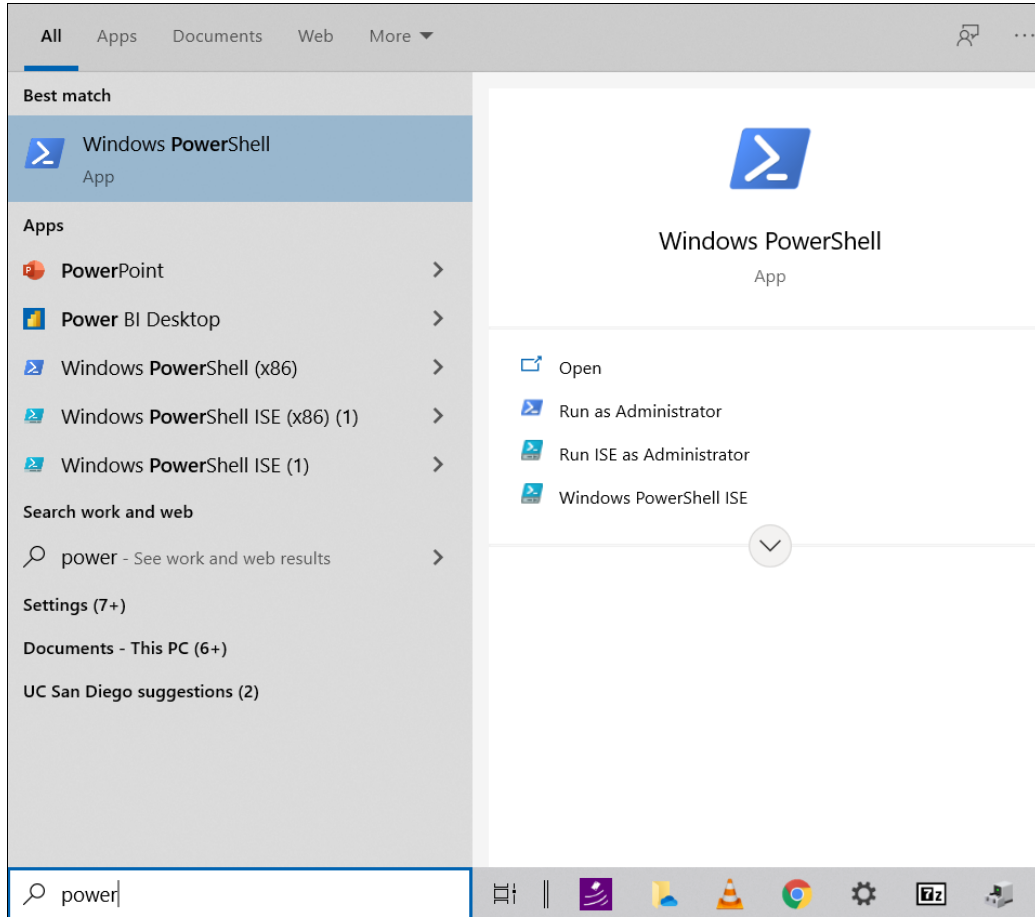 All Apps Documents Web More
Best match
Windows PowerShell
App
Apps
PowerPoint
Power BI Desktop
Windows PowerShell (x86)
Windows PowerShell ISE (x86) (1)
Windows PowerShell ISE (1)
Search work and web
power - See work and web results
Settings (7+)
Documents - This PC (6+)
UC San Diego suggestions (2)
Windows PowerShell
App
Open
Run as Administrator
Run ISE as Administrator
Windows PowerShell ISE
power
7z